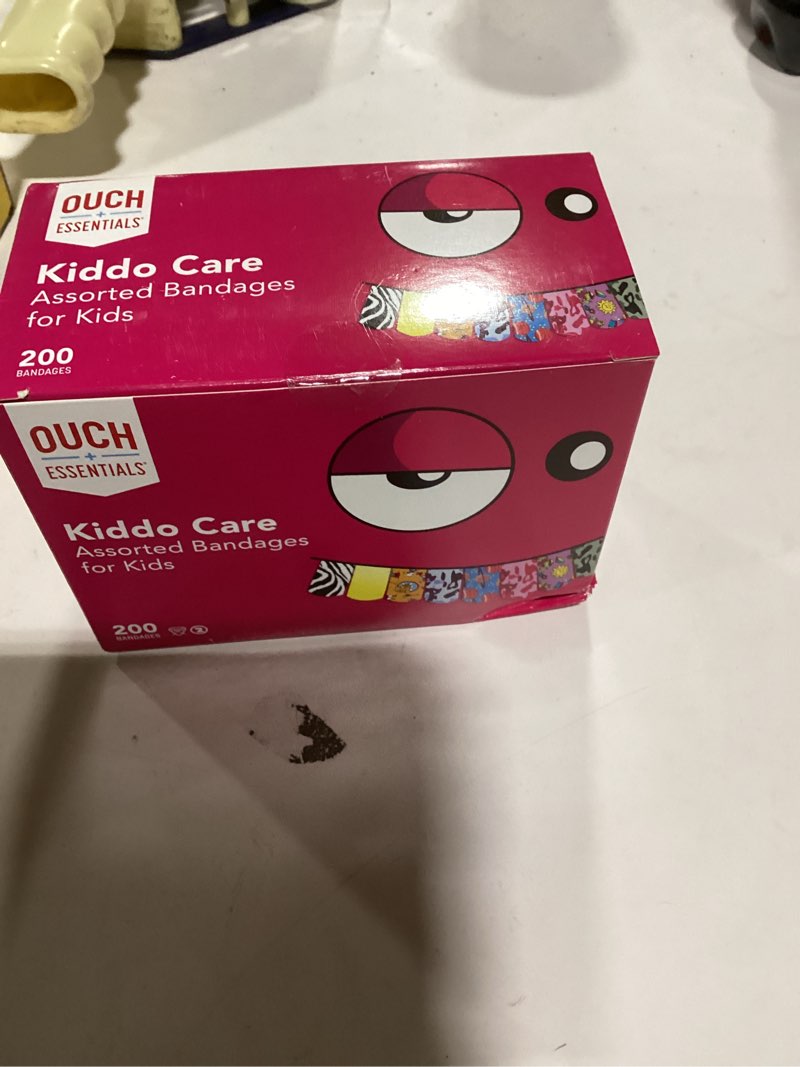 OUCH
+
ESSENTIALS
Kiddo Care
Assorted Bandages
for Kids
200
BANDAGES
OUCH
+
ESSENTIALS
Kiddo Care
Assorted Bandages
for Kids
200
BANDAGES